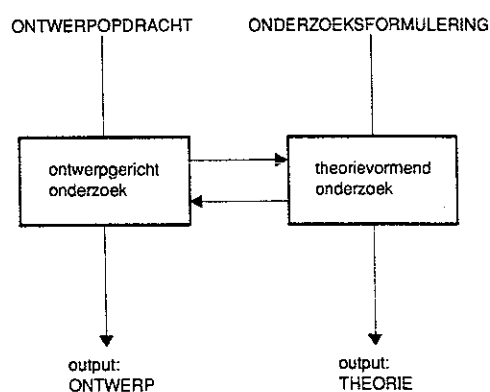 ONTWERPOPDRACHT
ONDERZOEKSFORMULERING
ontwerpgericht
onderzoek
theorievormend
onderzoek
output:
ONTWERP
output:
THEORIE